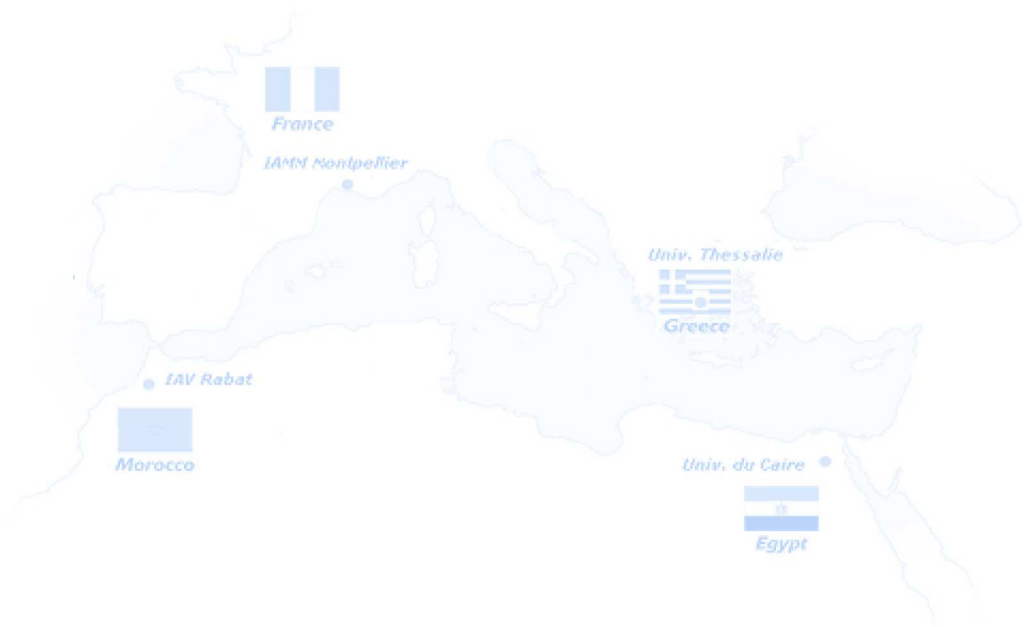 France
IAMM Montpellier
Univ. Thessalie
Greece
IAV Rabat
Morocco
Univ. du Caire
Egypt